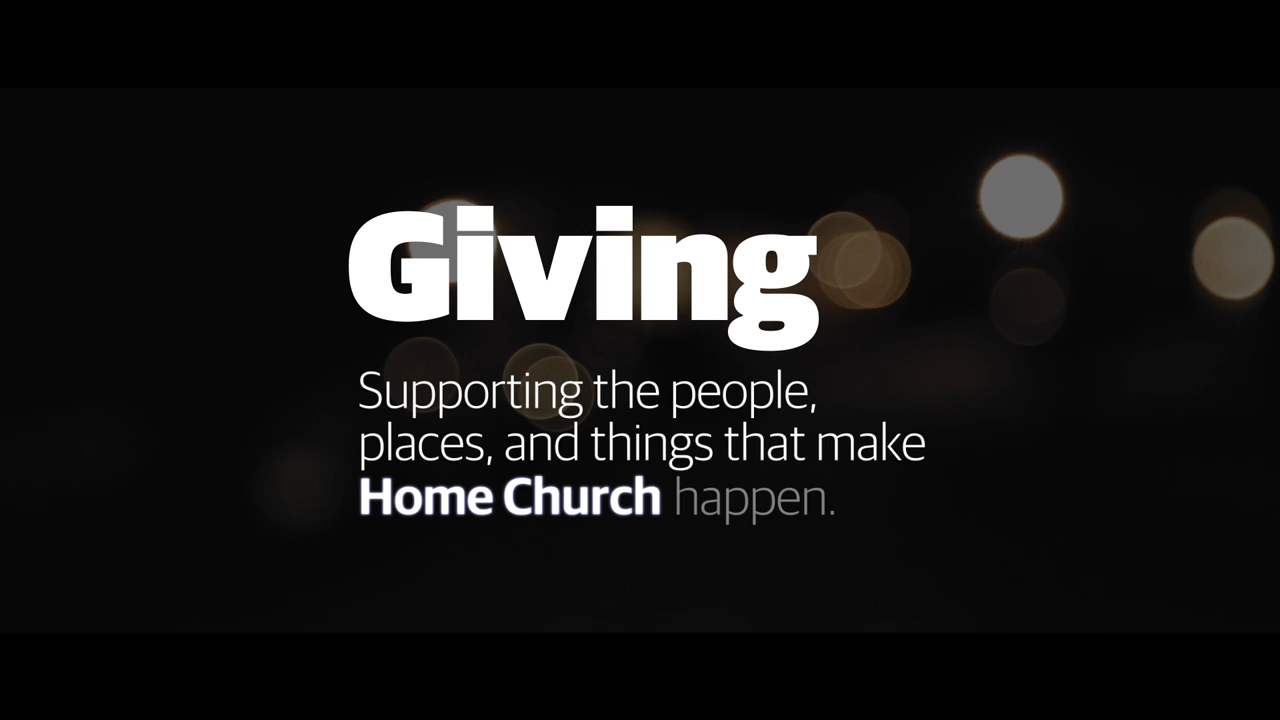 Giving
Supporting the people,
places, and things that make
Home Church happen.